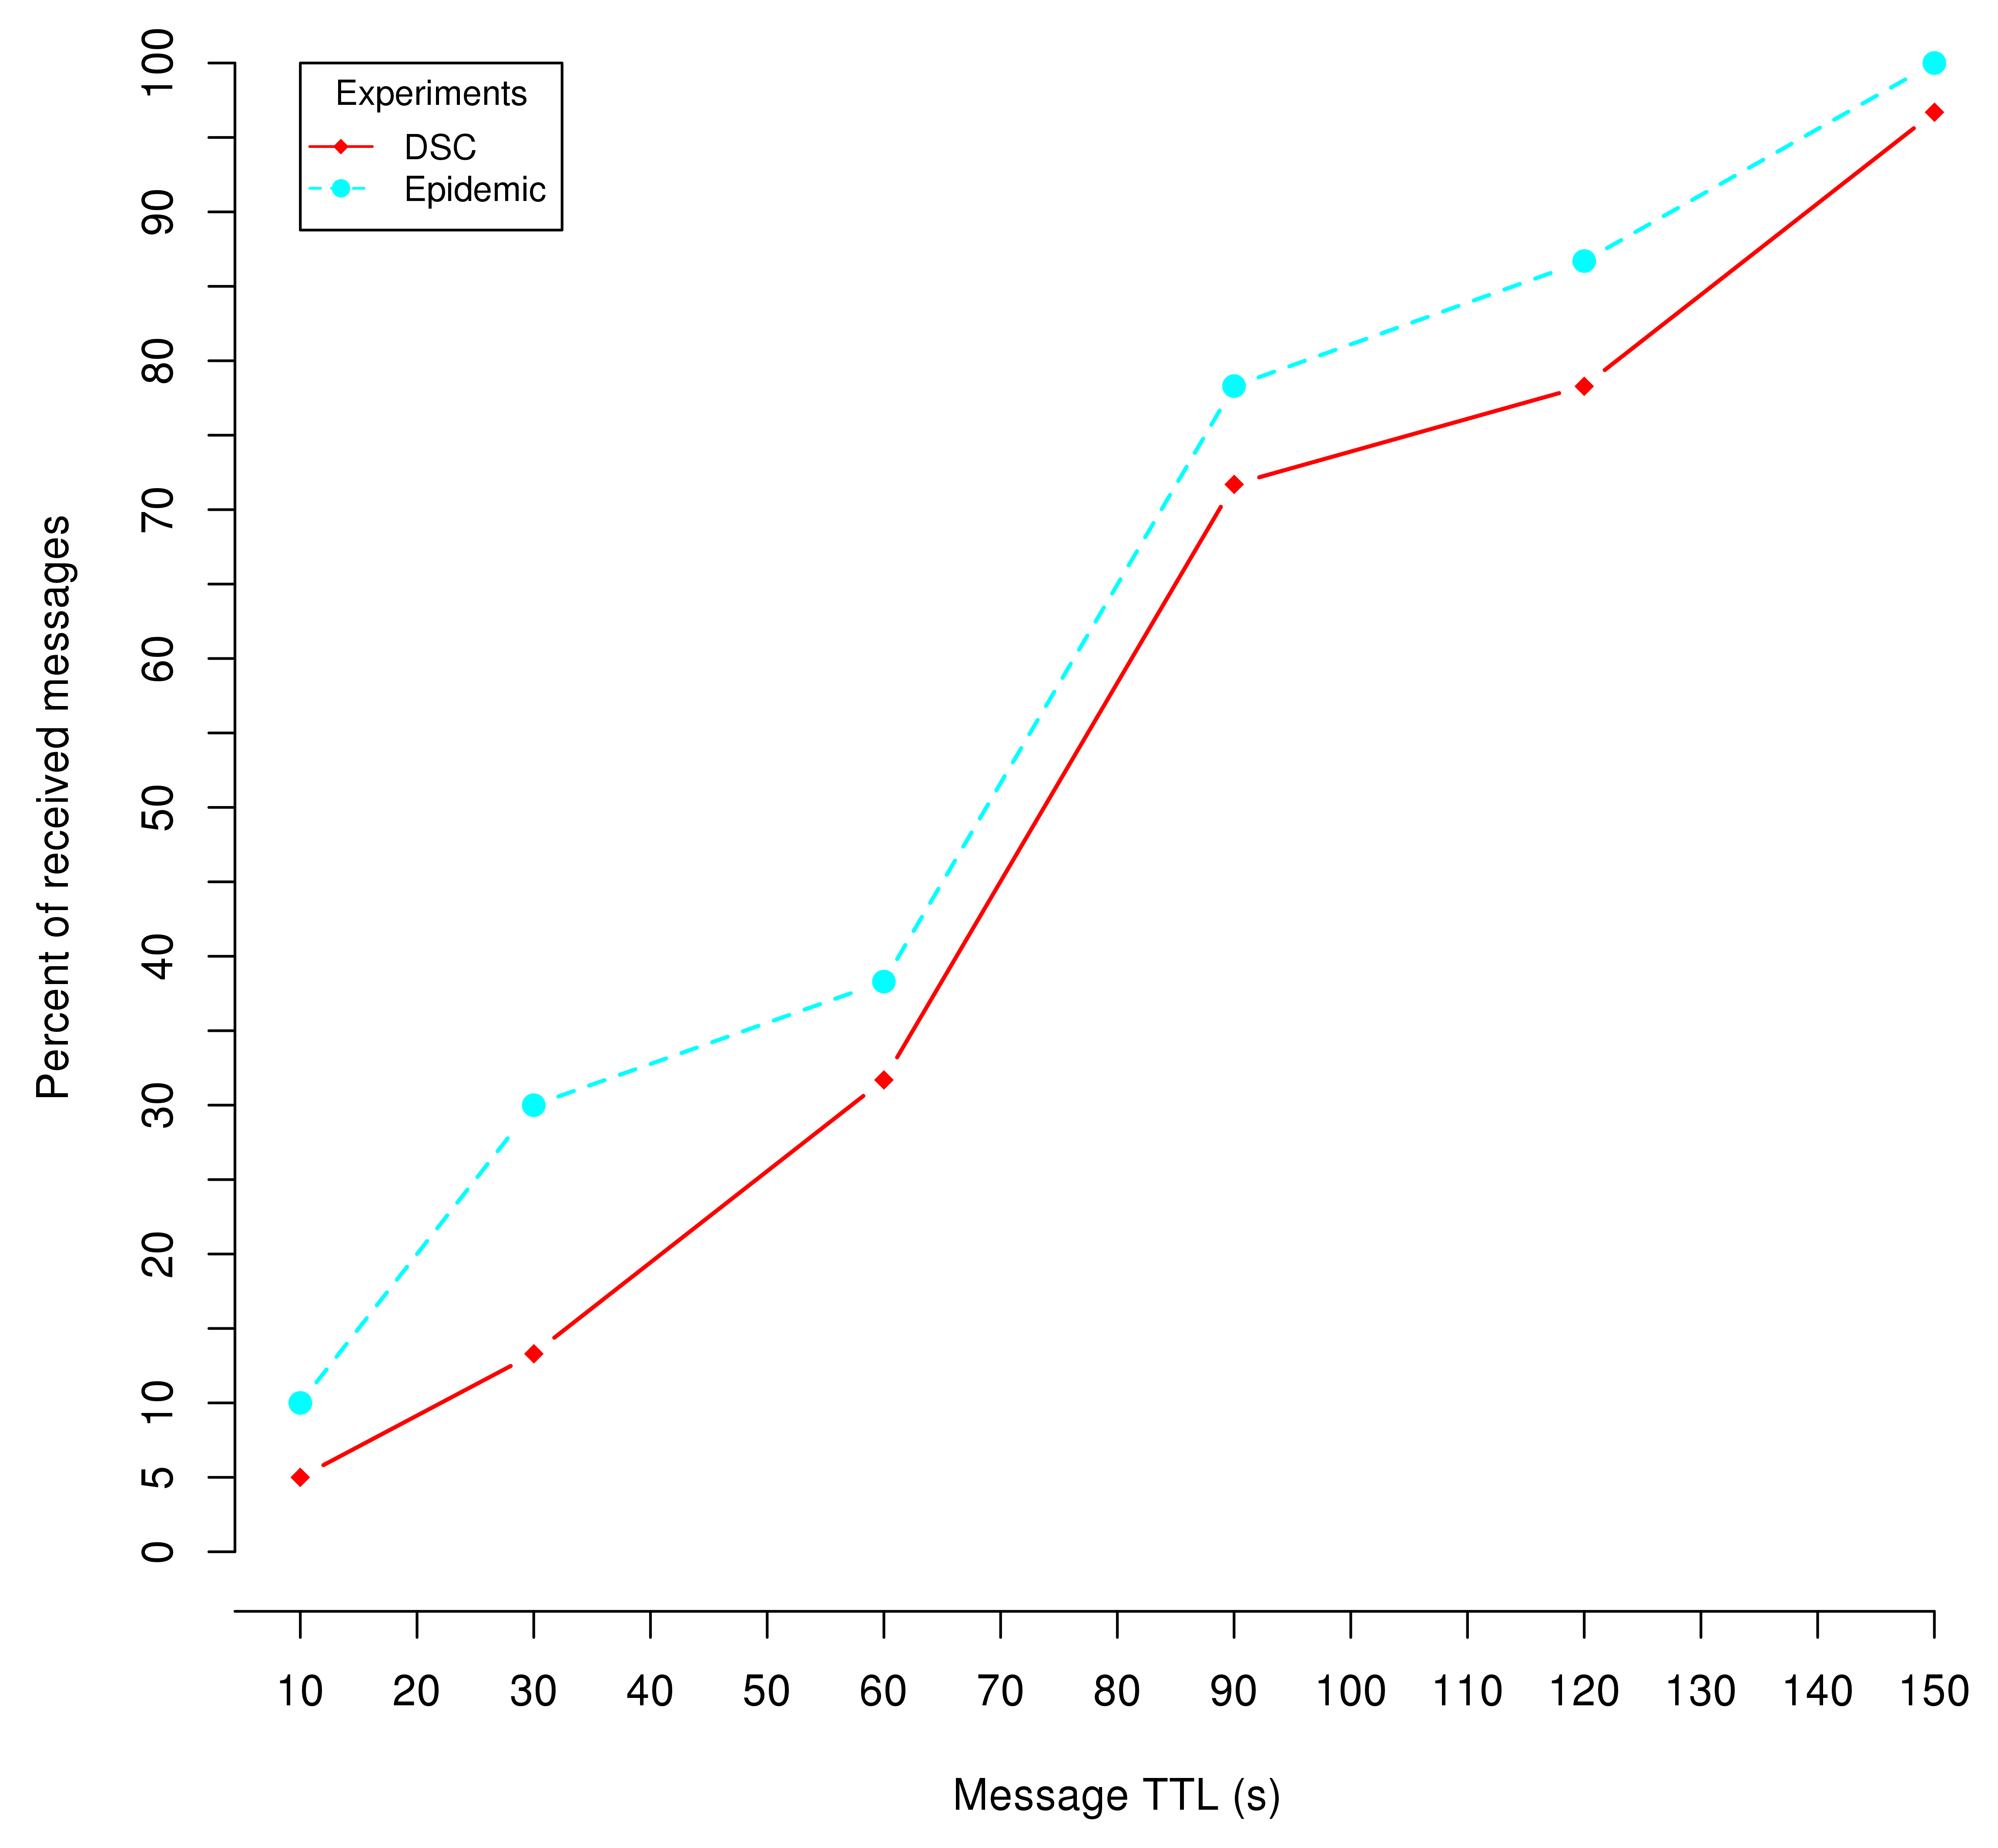 Experiments
DSC
Epidemic
Percent of received messages
100
90
80
70
60
50
40
30
20
10
5
0
10 20 30 40 50 60 70 80 90 100 110 120 130 140 150
Message TTL (s)